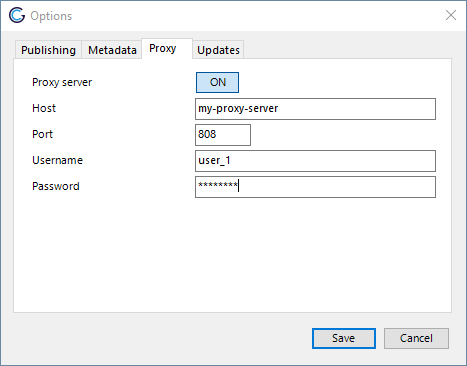 Options
Publishing Metadata Proxy Updates
Proxy server ON
Host my-proxy-server
Port 808
Username user_1
Password ********
Save Cancel